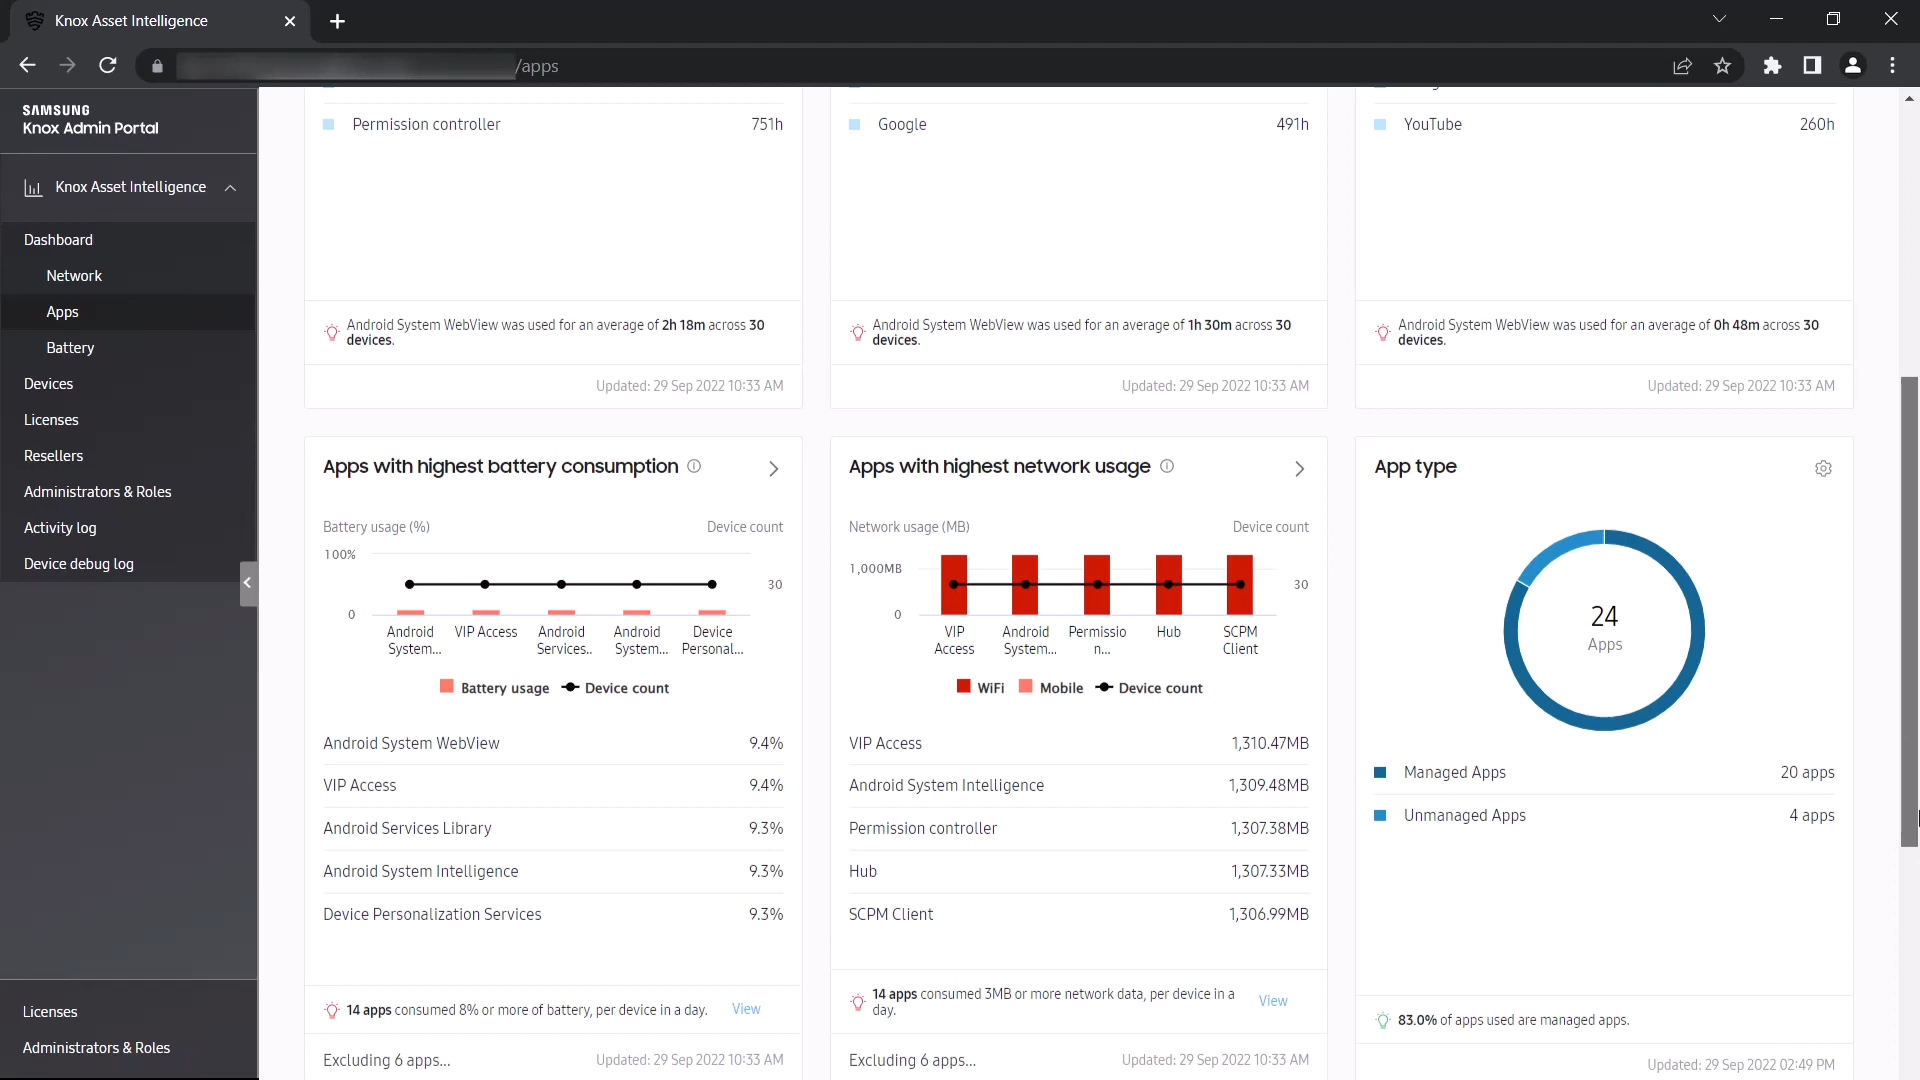 Knox Asset Intelligence
/apps
SAMSUNG
Knox Admin Portal
Knox Asset Intelligence
Dashboard
Network
Apps
Battery
Devices
Licenses
Resellers
Administrators & Roles
Activity log
Device debug log
Licenses
Administrators & Roles
Permission controller 751h
Android System WebView was used for an average of 2h 18m across 30
devices.
Updated: 29 Sep 2022 10:33 AM
Google 491h
Android System WebView was used for an average of 1h 30m across 30
devices.
Updated: 29 Sep 2022 10:33 AM
YouTube 260h
Android System WebView was used for an average of 0h 48m across 30
devices.
Updated: 29 Sep 2022 10:33 AM
Apps with highest battery consumption
Battery usage (%) Device count
100%
30
0
Android VIP Access Android Android Device
System... Services.. System... Personal...
Battery usage Device count
Android System WebView 9.4%
VIP Access 9.4%
Android Services Library 9.3%
Android System Intelligence 9.3%
Device Personalization Services 9.3%
14 apps consumed 8% or more of battery, per device in a day. View
Excluding 6 apps... Updated: 29 Sep 2022 10:33 AM
Apps with highest network usage
Network usage (MB) Device count
1,000MB
30
0
VIP Android Permissio Hub SCPM
Access System... n... Client
WiFi Mobile Device count
VIP Access 1,310.47MB
Android System Intelligence 1,309.48MB
Permission controller 1,307.38MB
Hub 1,307.33MB
SCPM Client 1,306.99MB
14 apps consumed 3MB or more network data, per device in a View
day.
Excluding 6 apps... Updated: 29 Sep 2022 10:33 AM
App type
24
Apps
Managed Apps 20 apps
Unmanaged Apps 4 apps
83.0% of apps used are managed apps.
Updated: 29 Sep 2022 02:49 PM